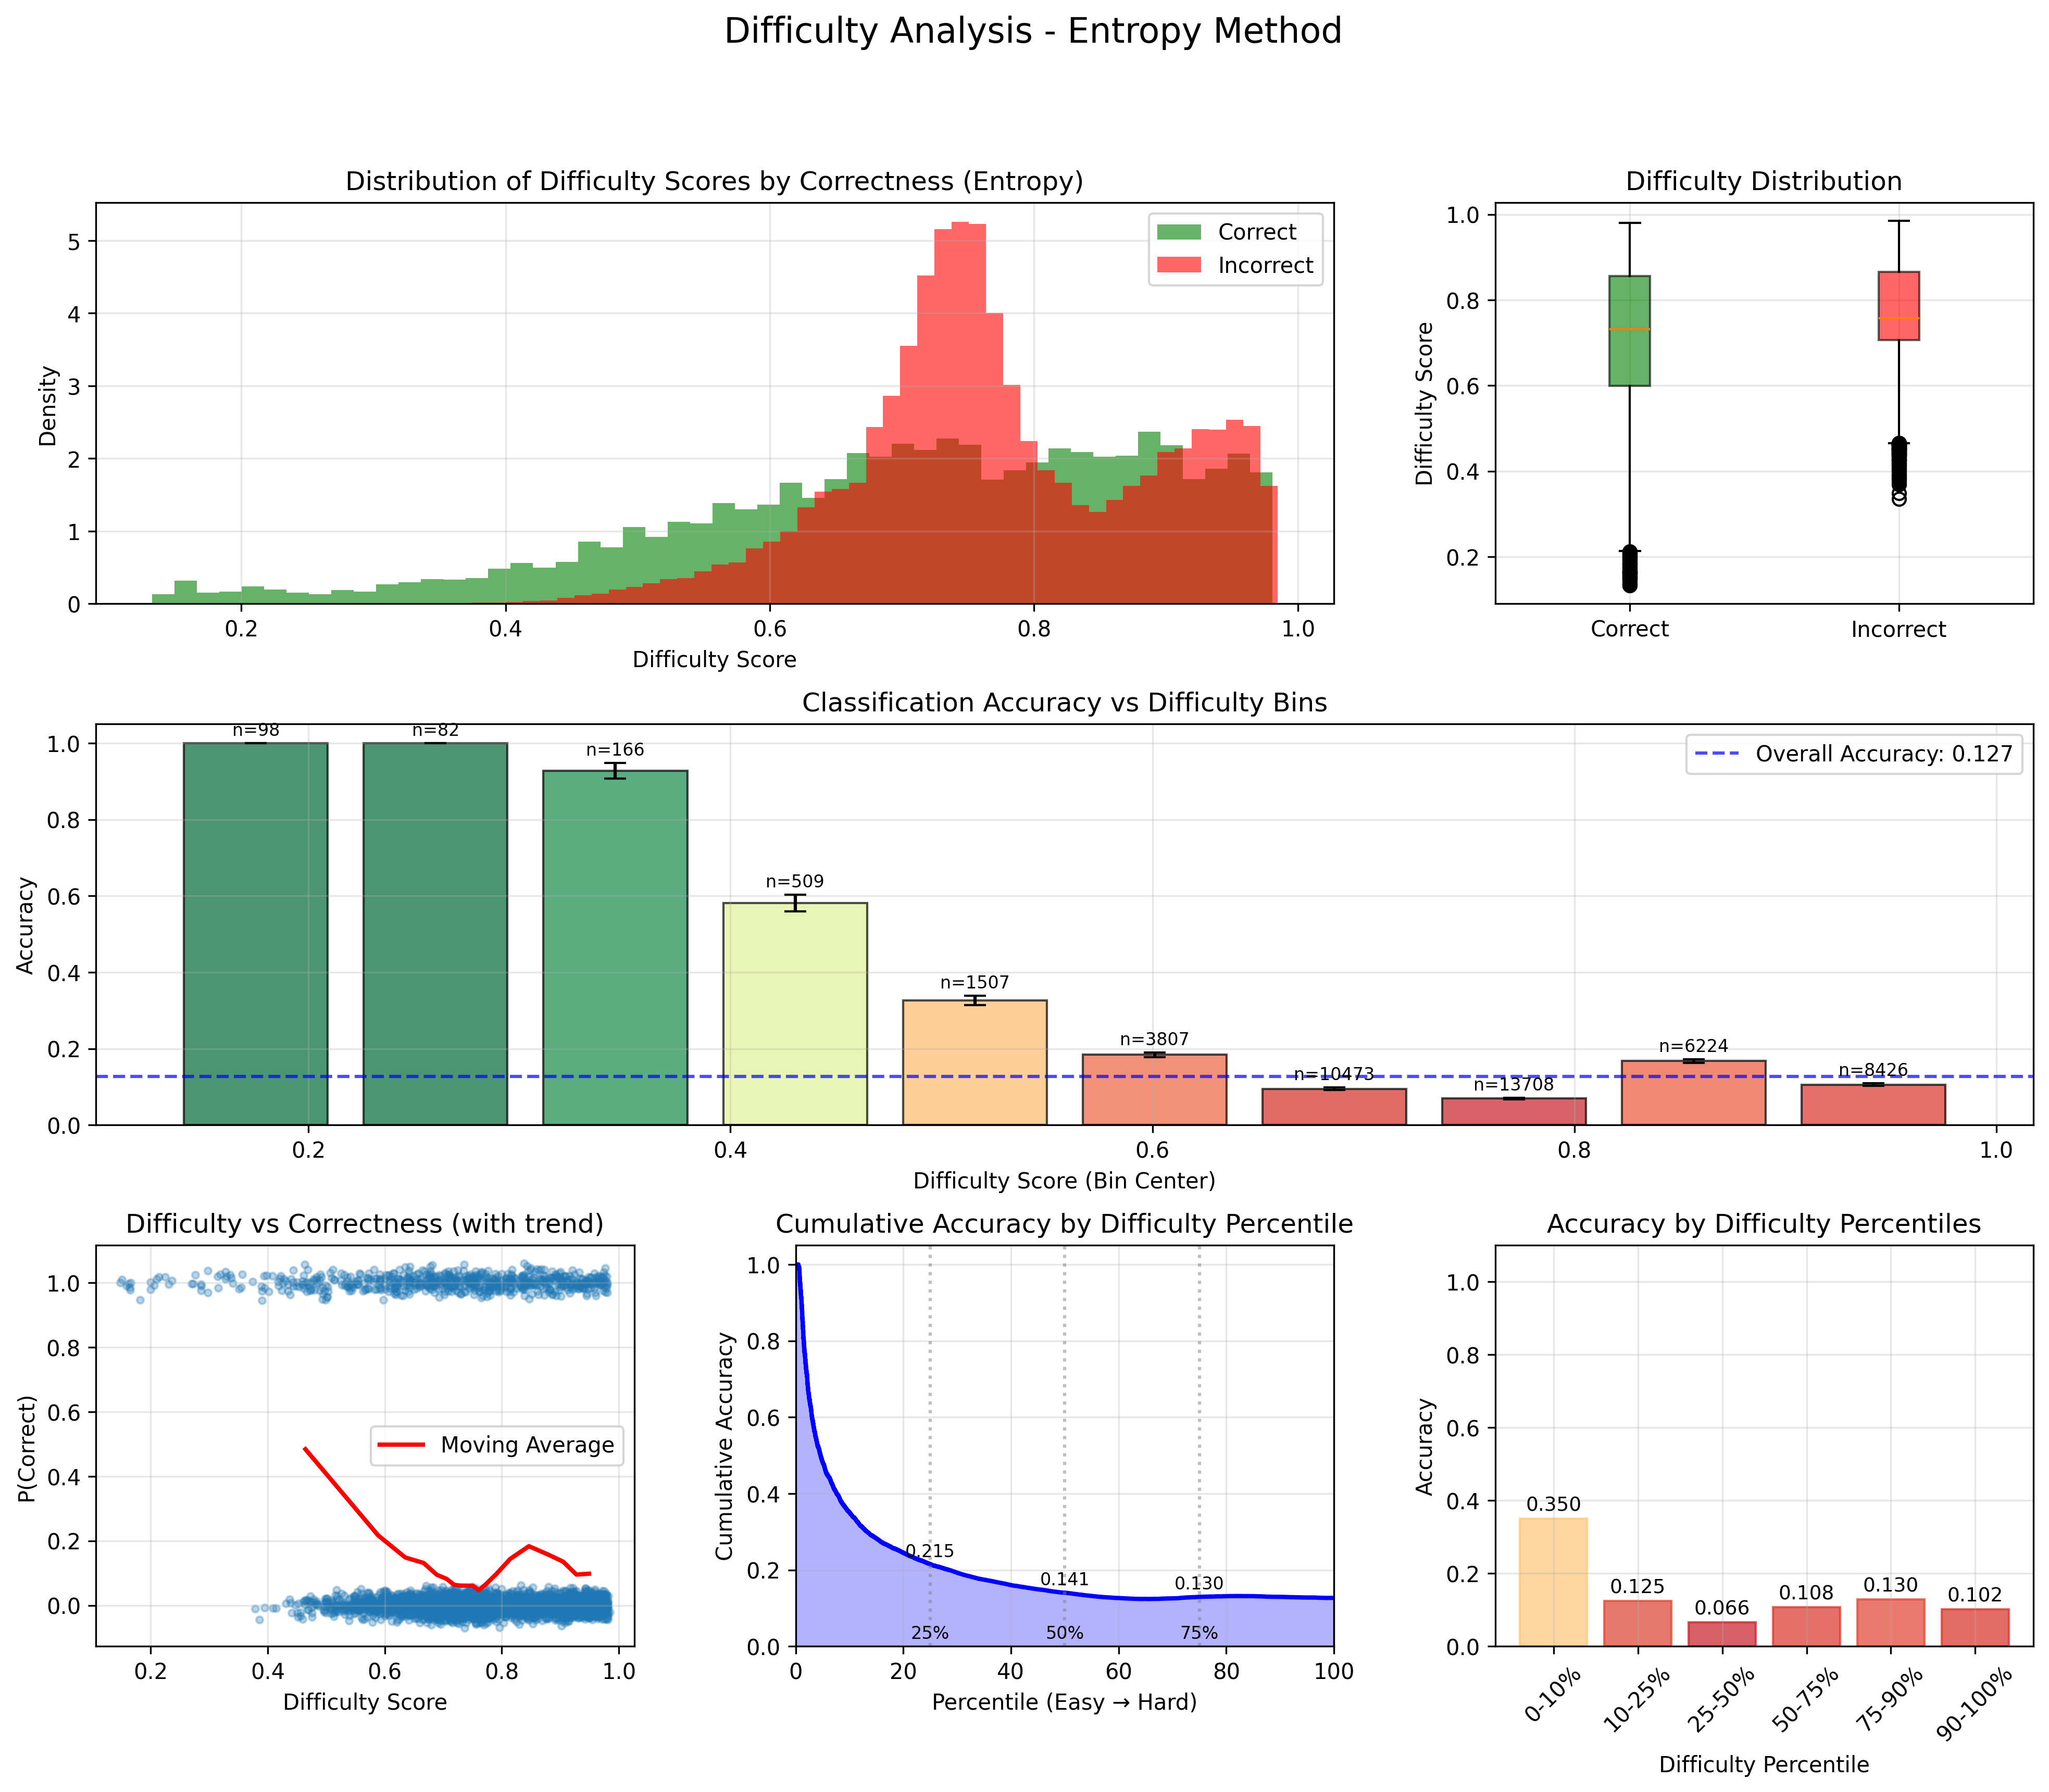 Difficulty Analysis - Entropy Method
Distribution of Difficulty Scores by Correctness (Entropy)
Density
5
4
3
2
1
0
0.2 0.4 0.6 0.8 1.0
Difficulty Score
Correct
Incorrect
Difficulty Distribution
Difficulty Score
1.0
0.8
0.6
0.4
0.2
Correct Incorrect
Classification Accuracy vs Difficulty Bins
Accuracy
1.0
0.8
0.6
0.4
0.2
0.0
n=98 n=82 n=166 n=509 n=1507 n=3807 n=10473 n=13708 n=6224 n=8426
Overall Accuracy: 0.127
0.2 0.4 0.6 0.8 1.0
Difficulty Score (Bin Center)
Difficulty vs Correctness (with trend)
P(Correct)
1.0
0.8
0.6
0.4
0.2
0.0
Moving Average
0.2 0.4 0.6 0.8 1.0
Difficulty Score
Cumulative Accuracy by Difficulty Percentile
Cumulative Accuracy
1.0
0.8
0.6
0.4
0.2
0.0
0.215 0.141 0.130
25% 50% 75%
0 20 40 60 80 100
Percentile (Easy → Hard)
Accuracy by Difficulty Percentiles
Accuracy
1.0
0.8
0.6
0.4
0.2
0.0
0.350 0.125 0.066 0.108 0.130 0.102
0-10% 10-25% 25-50% 50-75% 75-90% 90-100%
Difficulty Percentile